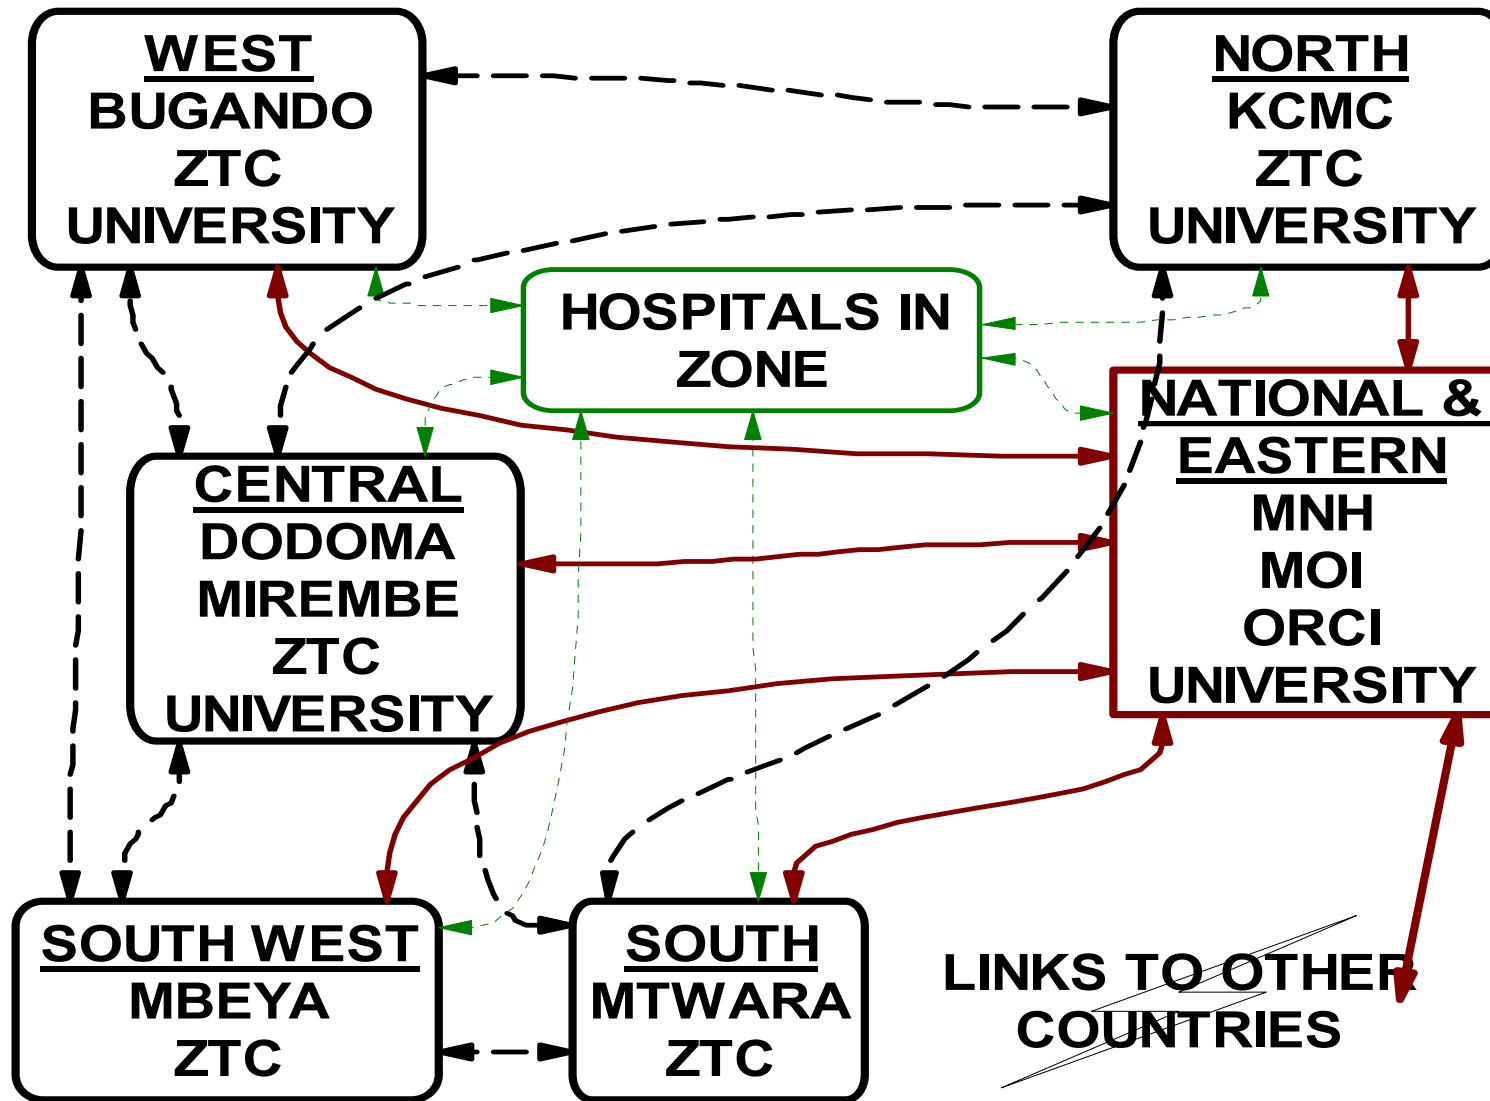 WEST
BUGANDO
ZTC
UNIVERSITY
NORTH
KCMC
ZTC
UNIVERSITY
HOSPITALS IN
ZONE
NATIONAL &
EASTERN
MNH
MOI
ORCI
UNIVERSITY
CENTRAL
DODOMA
MIREMBE
ZTC
UNIVERSITY
SOUTH WEST
MBEYA
ZTC
SOUTH
MTWARA
ZTC
LINKS TO OTHER
COUNTRIES